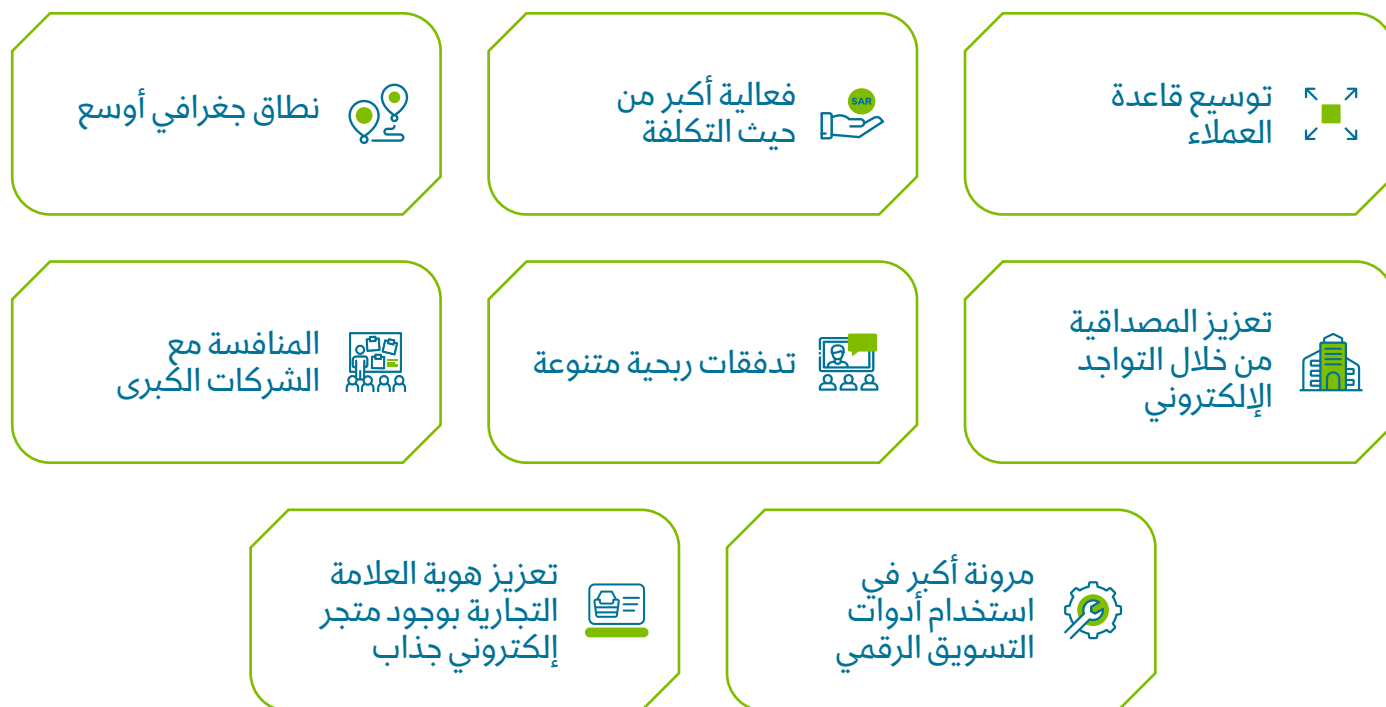 توسيع قاعدة
العملاء
SAR
فعالية أكبر من
حيث التكلفة
نطاق جغرافي أوسع
تعزيز المصداقية
من خلال التواجد
الإلكتروني
تدفقات ربحية متنوعة
المنافسة مع
الشركات الكبرى
مرونة أكبر في
استخدام أدوات
التسويق الرقمي
تعزيز هوية العلامة
التجارية بوجود متجر
إلكتروني جذاب